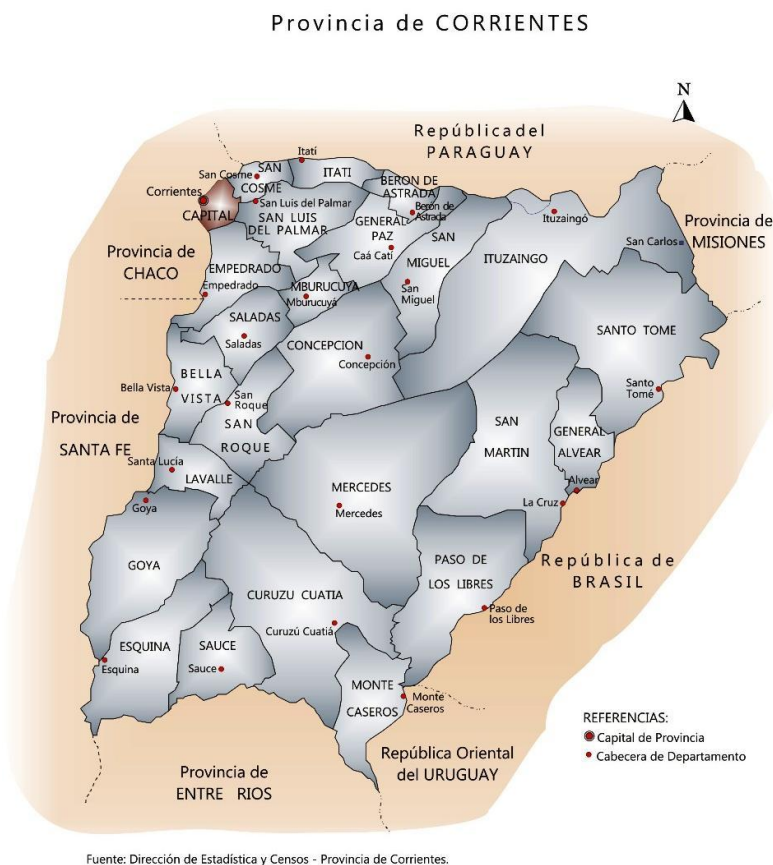 Provincia de CORRIENTES
N
República del
PARAGUAY
Itatí
San Cosme
SAN
COSME
ITATI
BERON DE
ASTRADA
Corrientes
CAPITAL
San Luis del Palmar
SAN LUIS
DEL PALMAR
Berón de
Astrada
GENERAL
PAZ
Caá Catí
Ituzaingó
SAN
MIGUEL
San
Miguel
ITUZAINGO
San Carlos
Provincia de
MISIONES
Provincia de
CHACO
EMPEDRADO
Empedrado
MBURUCUYA
Mburucuyá
SALADAS
Saladas
CONCEPCION
Concepción
SANTO TOME
Santo
Tomé
BELLA
VISTA
Bella Vista
San
Roque
SAN
ROQUE
Provincia de
SANTA FE
SAN
MARTIN
GENERAL
ALVEAR
Alvear
La Cruz
Santa Lucía
LAVALLE
Goya
GOYA
MERCEDES
Mercedes
República de
BRASIL
PASO DE
LOS LIBRES
Paso de
los Libres
CURUZU CUATIA
Curuzú Cuatiá
ESQUINA
Esquina
SAUCE
Sauce
MONTE
CASEROS
Monte
Caseros
REFERENCIAS:
Capital de Provincia
Cabecera de Departamento
República Oriental
del URUGUAY
Provincia de
ENTRE RIOS
Fuente: Dirección de Estadística y Censos - Provincia de Corrientes.